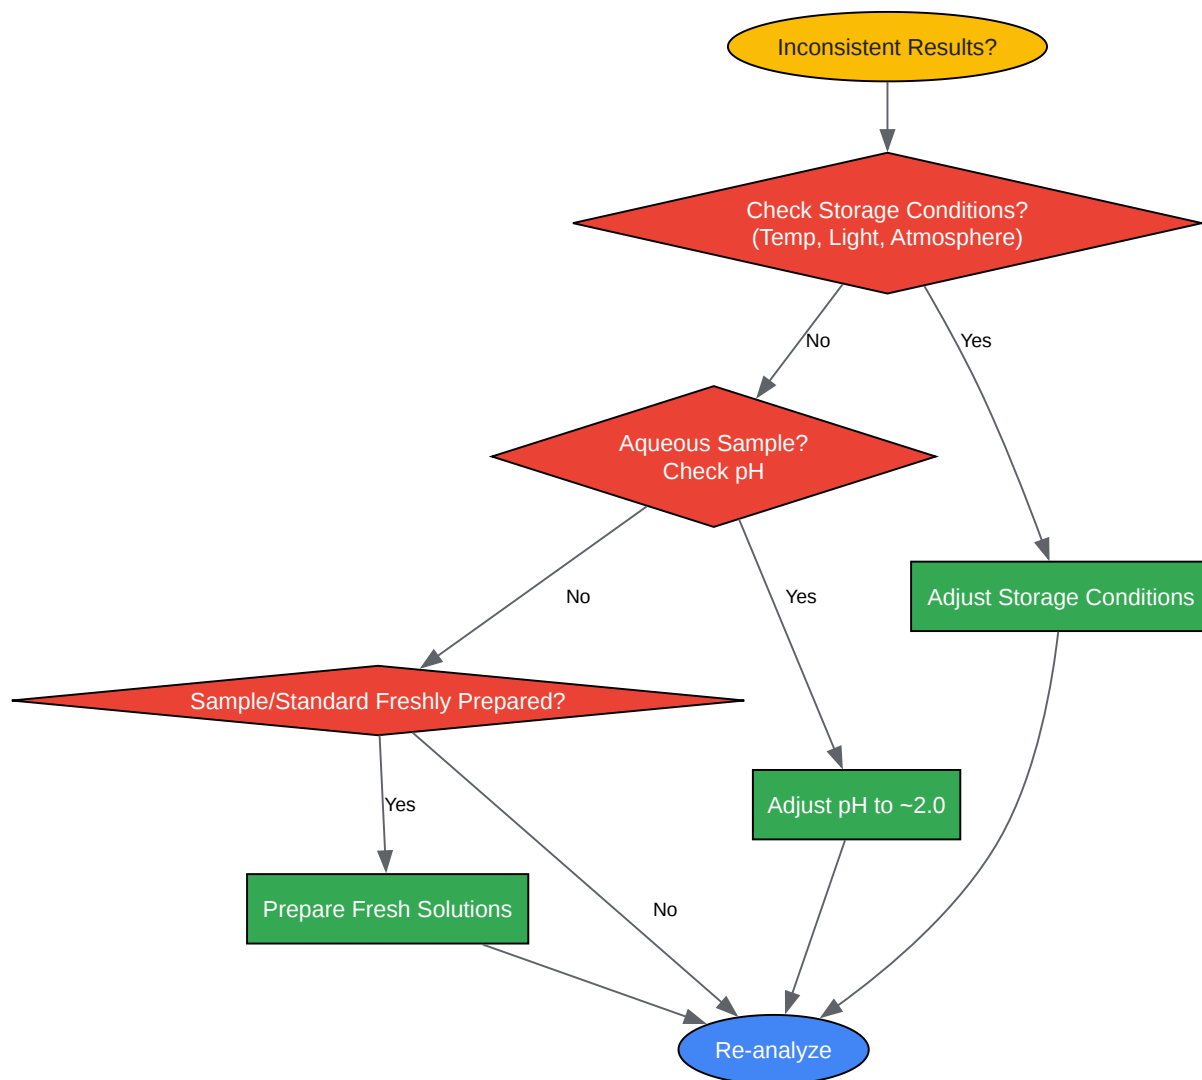 Inconsistent Results?
Check Storage Conditions?
(Temp, Light, Atmosphere)
No
Yes
Aqueous Sample?
Check pH
No
Yes
Adjust Storage Conditions
Sample/Standard Freshly Prepared?
Yes
Adjust pH to ~2.0
Prepare Fresh Solutions
No
Re-analyze